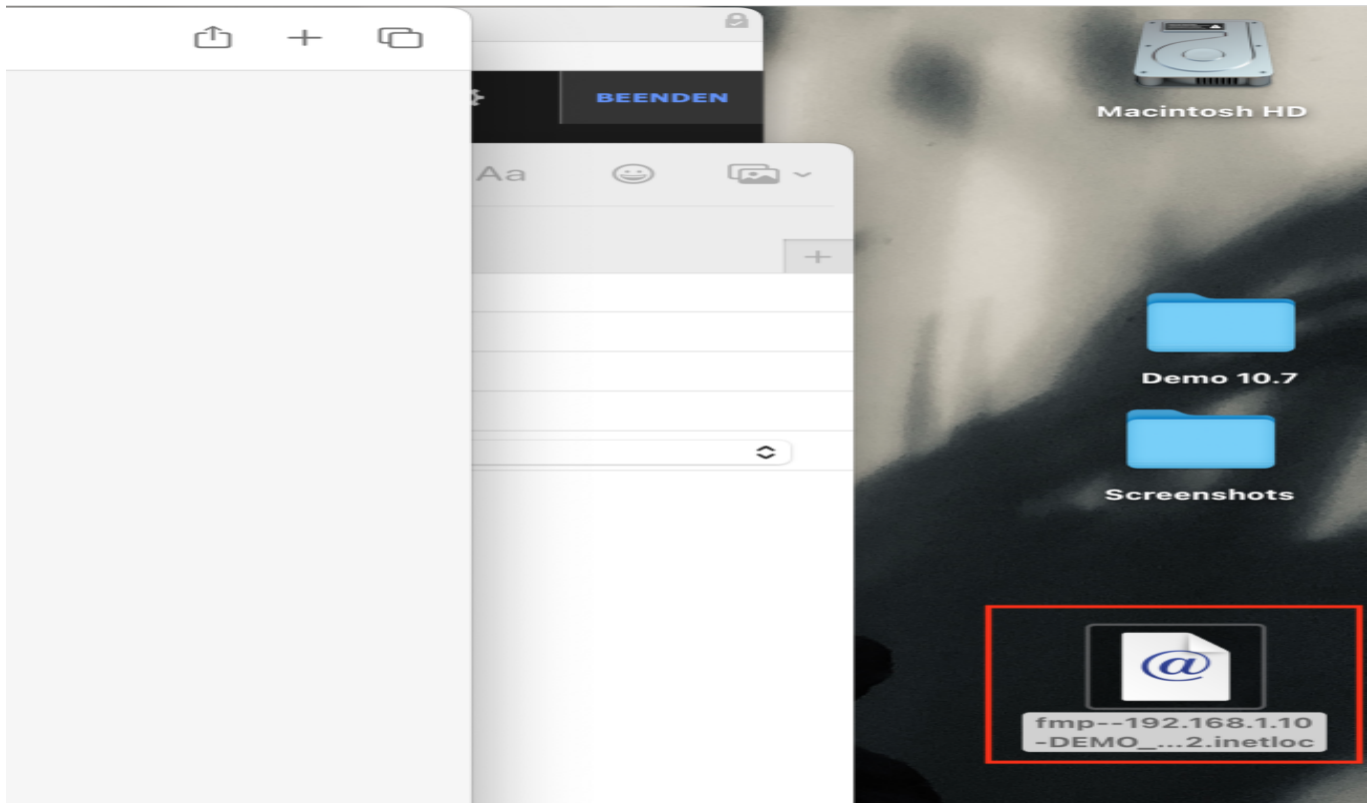 BEENDEN
Macintosh HD
Aa
Demo 10.7
Screenshots
@
fmp--192.168.1.10
-DEMO_...2.inetloc